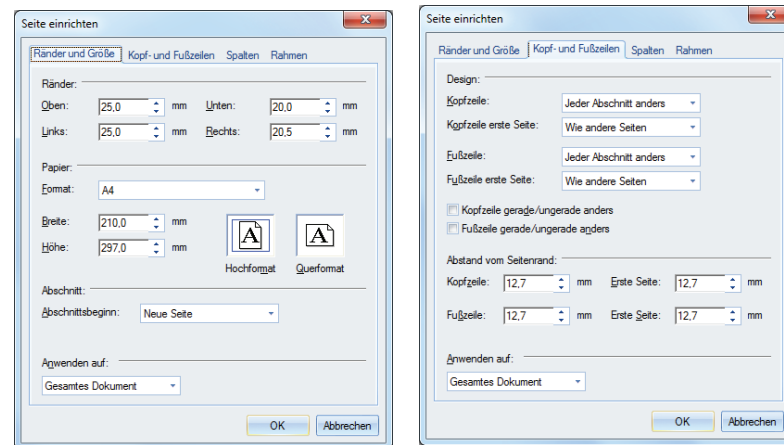 Seite einrichten
Ränder und Größe Kopf- und Fußzeilen Spalten Rahmen
Ränder:
Oben: 25,0 mm Unten: 20,0 mm
Links: 25,0 mm Rechts: 20,5 mm
Papier:
Format: A4
Breite: 210,0 mm
Höhe: 297,0 mm
A A
Hochformat Querformat
Abschnitt:
Abschnittsbeginn: Neue Seite
Anwenden auf:
Gesamtes Dokument
OK Abbrechen
Seite einrichten
Ränder und Größe Kopf- und Fußzeilen Spalten Rahmen
Design:
Kopfzeile: Jeder Abschnitt anders
Kopfzeile erste Seite: Wie andere Seiten
Fußzeile: Jeder Abschnitt anders
Fußzeile erste Seite: Wie andere Seiten
Kopfzeile gerade/ungerade anders
Fußzeile gerade/ungerade anders
Abstand vom Seitenrand:
Kopfzeile: 12,7 mm Erste Seite: 12,7 mm
Fußzeile: 12,7 mm Erste Seite: 12,7 mm
Anwenden auf:
Gesamtes Dokument
OK Abbrechen